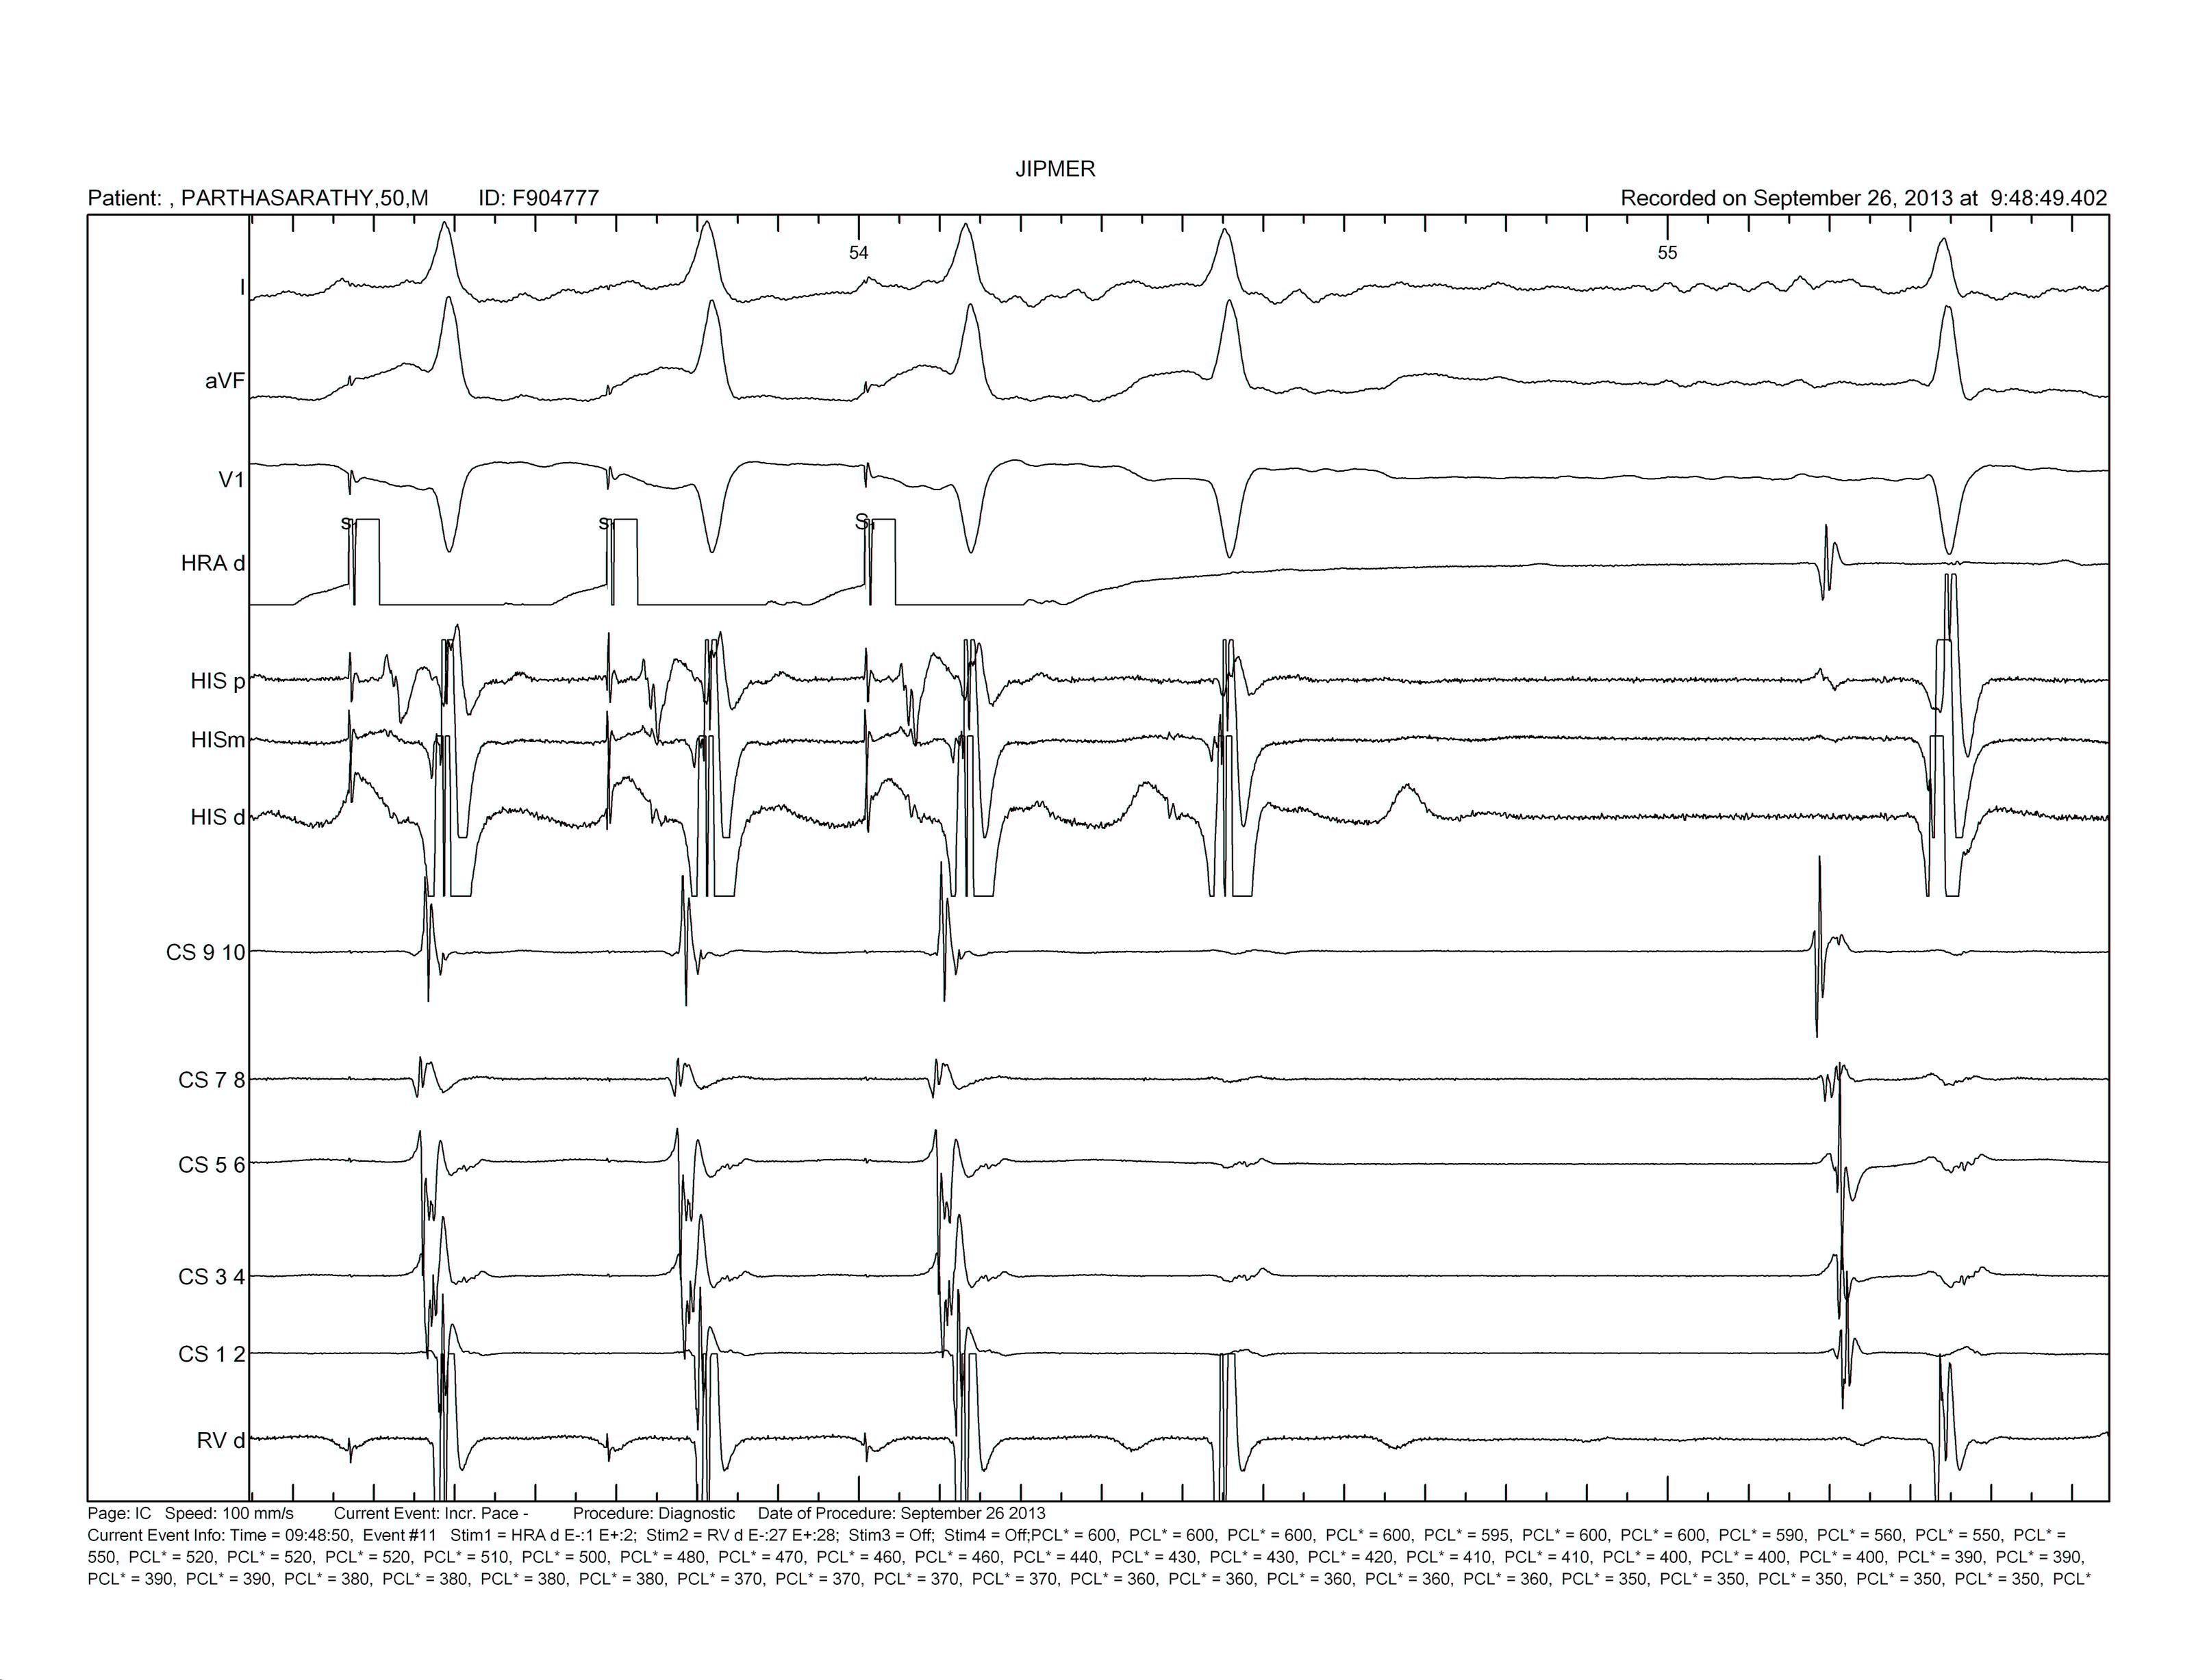 JIPMER
Patient: , PARTHASARATHY,50,M ID: F904777 Recorded on September 26, 2013 at 9:48:49.402
54 55
I
aVF
V1
S S S
HRA d
HIS p
HISm
HIS d
CS 9 10
CS 7 8
CS 5 6
CS 3 4
CS 1 2
RV d
Page: IC Speed: 100 mm/s Current Event: Incr. Pace - Procedure: Diagnostic Date of Procedure: September 26 2013
Current Event Info: Time = 09:48:50, Event #11 Stim1 = HRA d E-:1 E+:2; Stim2 = RV d E-:27 E+:28; Stim3 = Off; Stim4 = Off;PCL* = 600, PCL* = 600, PCL* = 600, PCL* = 600, PCL* = 595, PCL* = 600, PCL* = 600, PCL* = 590, PCL* = 560, PCL* = 550, PCL* =
550, PCL* = 520, PCL* = 520, PCL* = 520, PCL* = 510, PCL* = 500, PCL* = 480, PCL* = 470, PCL* = 460, PCL* = 460, PCL* = 440, PCL* = 430, PCL* = 430, PCL* = 420, PCL* = 410, PCL* = 410, PCL* = 400, PCL* = 400, PCL* = 400, PCL* = 390, PCL* = 390,
PCL* = 390, PCL* = 390, PCL* = 380, PCL* = 380, PCL* = 380, PCL* = 380, PCL* = 370, PCL* = 370, PCL* = 370, PCL* = 370, PCL* = 360, PCL* = 360, PCL* = 360, PCL* = 360, PCL* = 360, PCL* = 350, PCL* = 350, PCL* = 350, PCL* = 350, PCL* = 350, PCL*